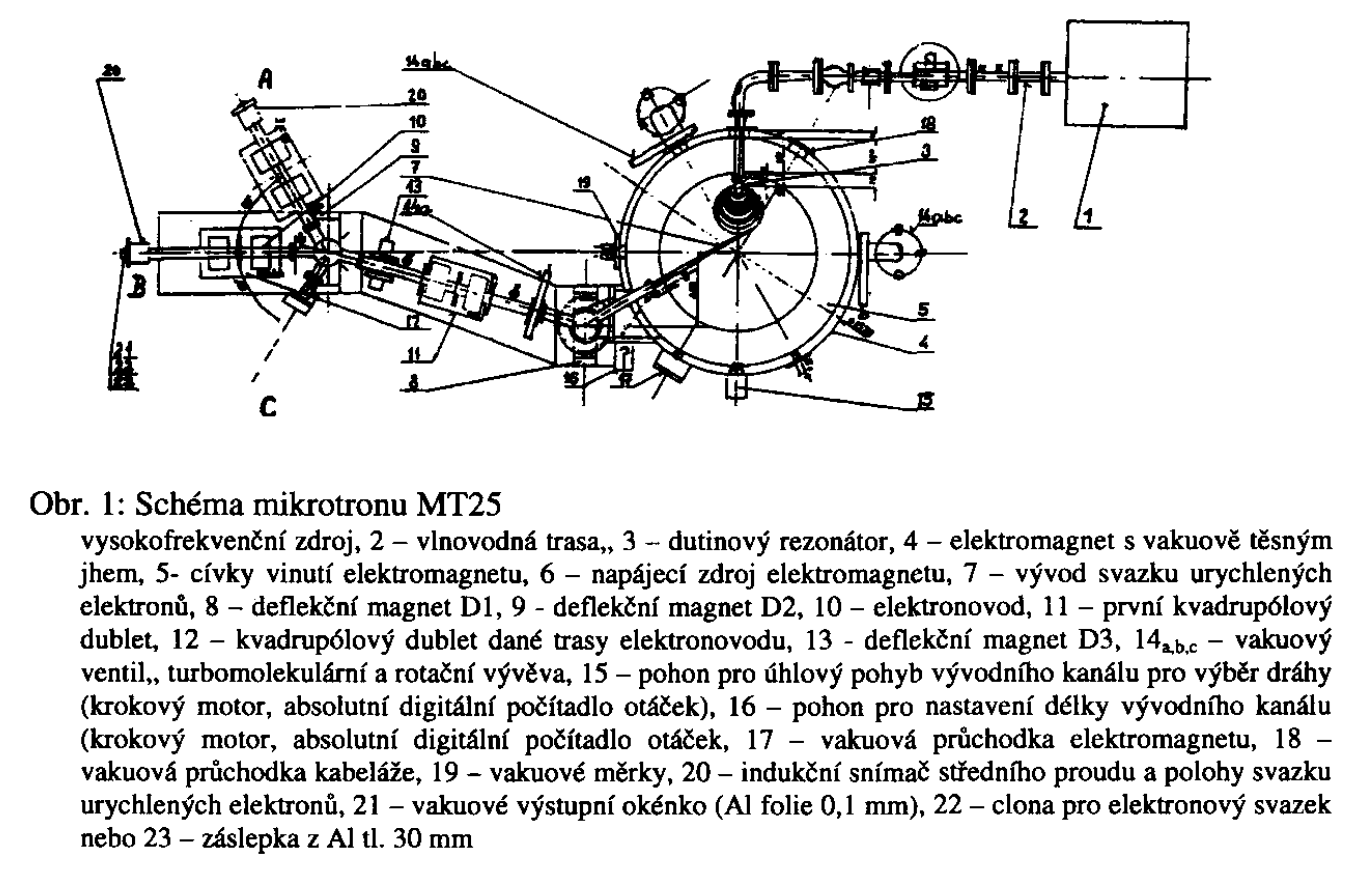 14abc
20
A
20
10
9
7
13
14a
19
18
3
14abc
2
1
B
12
11
8
16
17
5
4
15
C
Obr. 1: Schéma mikrotronu MT25
vysokofrekvenční zdroj, 2 – vlnovodná trasa,, 3 – dutinový rezonátor, 4 – elektromagnet s vakuově těsným
jhem, 5- cívky vinutí elektromagnetu, 6 – napájecí zdroj elektromagnetu, 7 – vývod svazku urychlených
elektronů, 8 – deflekční magnet D1, 9 - deflekční magnet D2, 10 – elektronovod, 11 – první kvadrupólový
dublet, 12 – kvadrupólový dublet dané trasy elektronovodu, 13 - deflekční magnet D3, 14a,b,c – vakuový
ventil,, turbomolekulární a rotační vývěva, 15 – pohon pro úhlový pohyb vývodního kanálu pro výběr dráhy
(krokový motor, absolutní digitální počítadlo otáček), 16 – pohon pro nastavení délky vývodního kanálu
(krokový motor, absolutní digitální počítadlo otáček, 17 – vakuová průchodka elektromagnetu, 18 –
vakuová průchodka kabeláže, 19 – vakuové měrky, 20 – indukční snímač středního proudu a polohy svazku
urychlených elektronů, 21 – vakuové výstupní okénko (Al folie 0,1 mm), 22 – clona pro elektronový svazek
nebo 23 – záslepka z Al tl. 30 mm